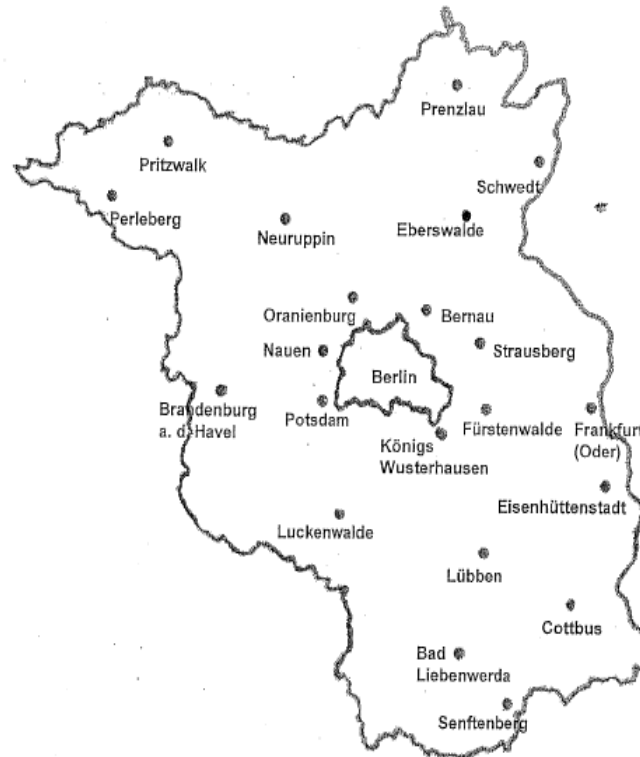 Prenzlau
Pritzwalk
Schwedt
Perleberg
Neuruppin
Eberswalde
Oranienburg
Bernau
Nauen
Strausberg
Berlin
Brandenburg
a. d. Havel
Potsdam
Fürstenwalde
Frankfurt
(Oder)
Königs
Wusterhausen
Eisenhüttenstadt
Luckenwalde
Lübben
Cottbus
Bad
Liebenwerda
Senftenberg